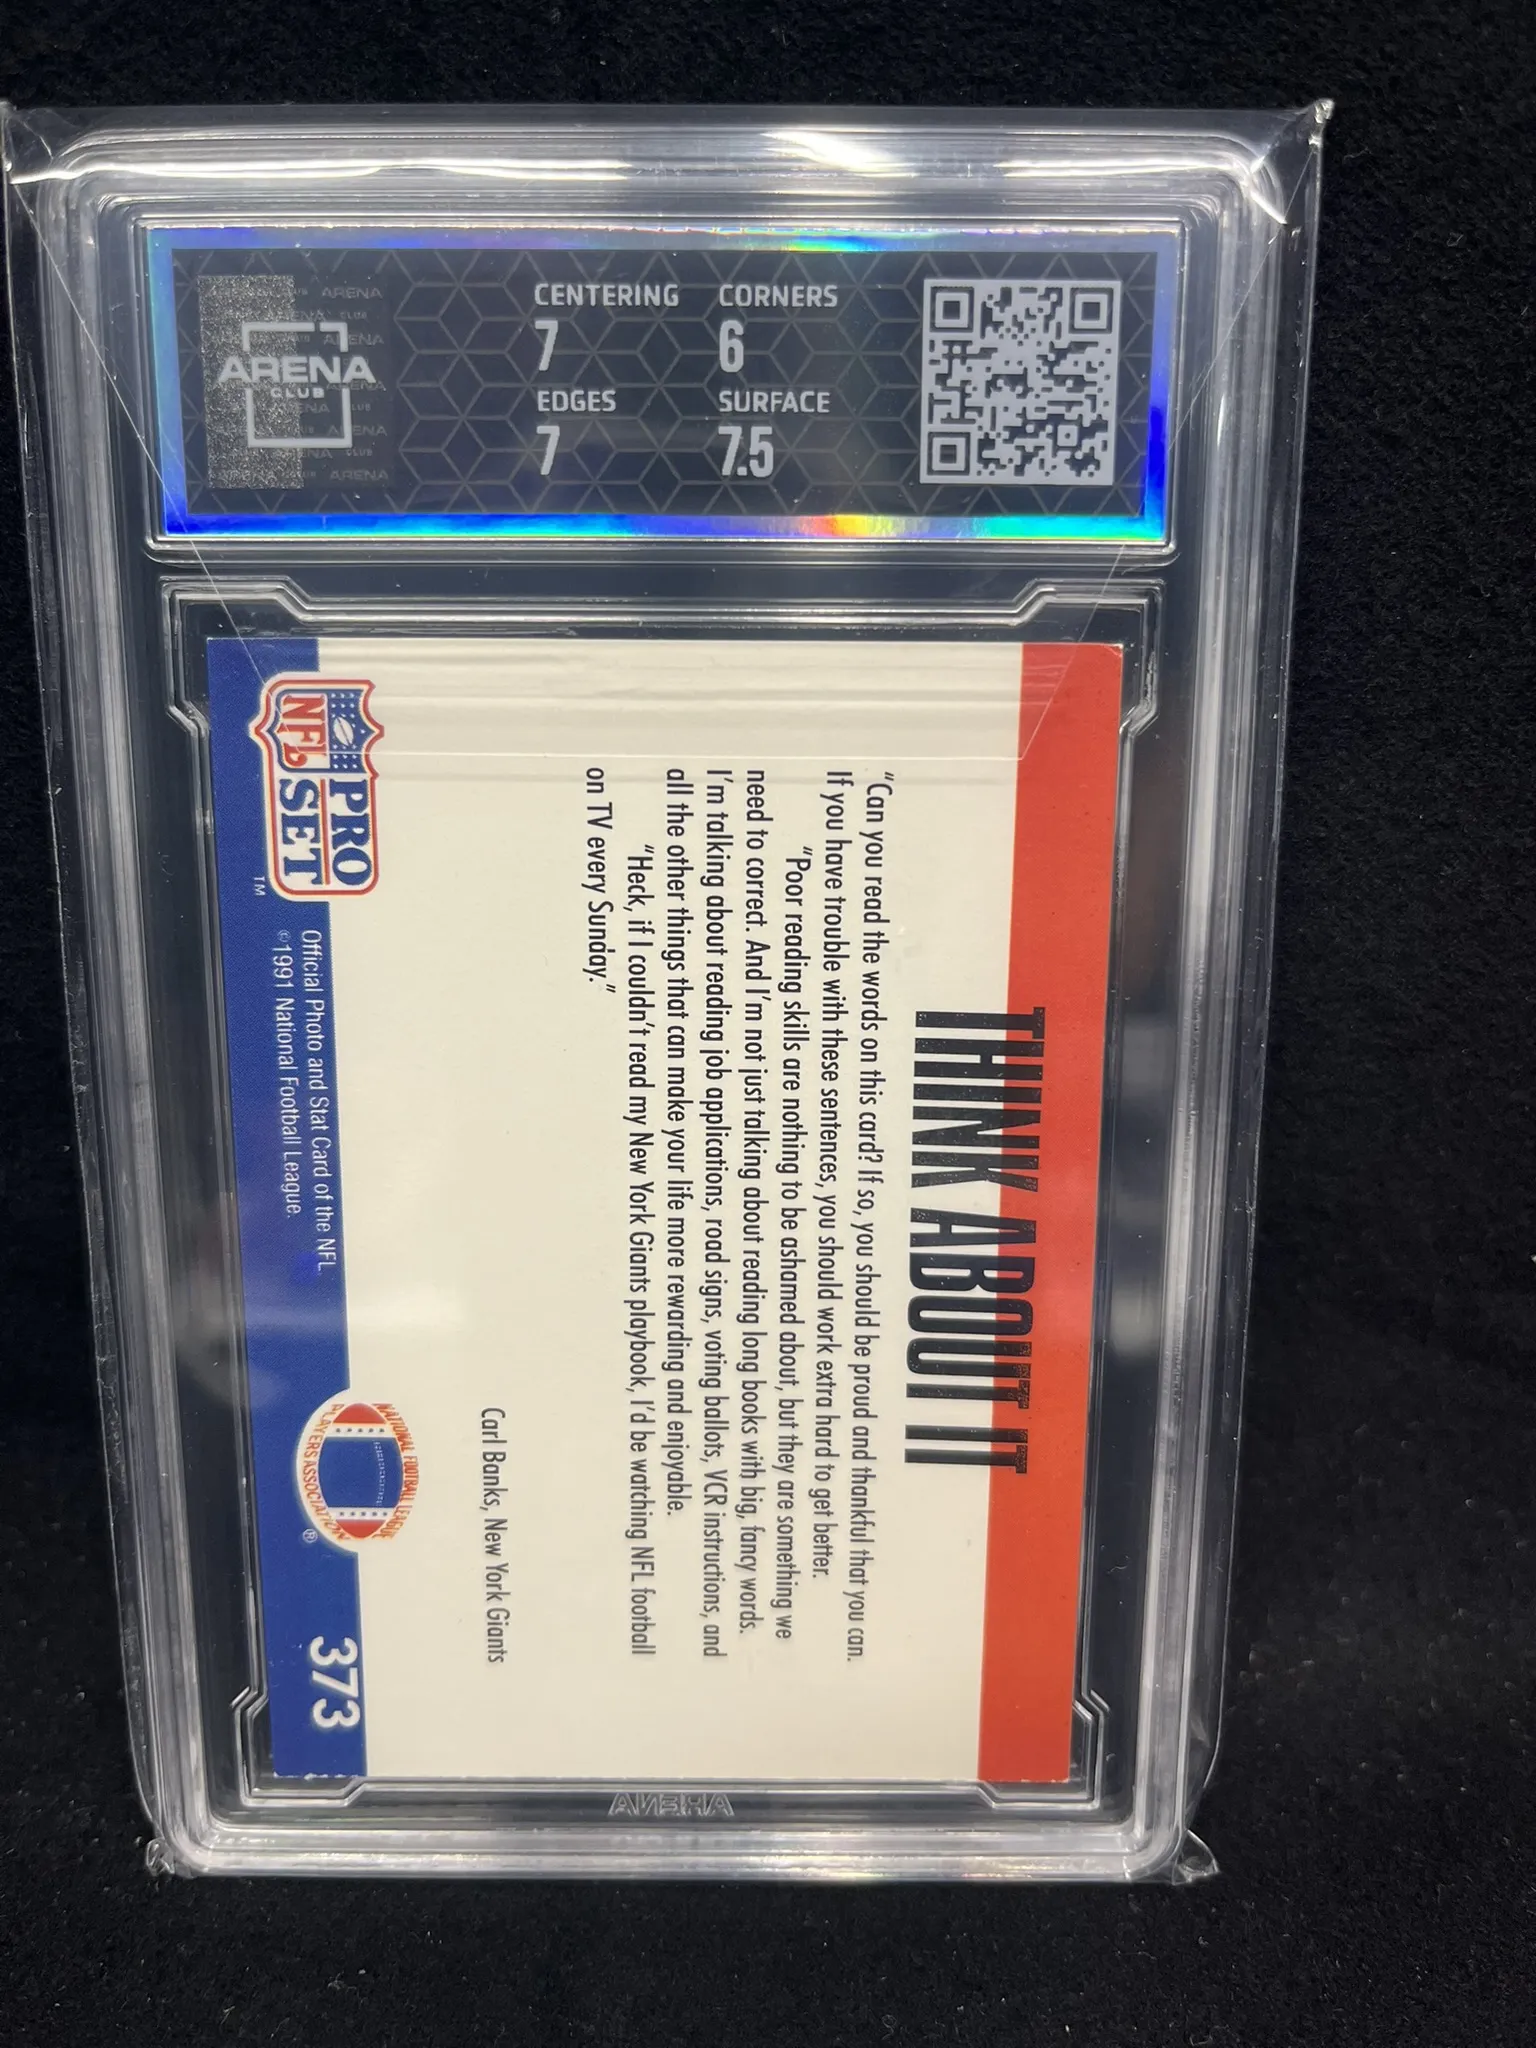 ARENA
CLUB
CENTERING
7
CORNERS
6
EDGES
7
SURFACE
7.5
THINK ABOUT IT
"Can you read the words on this card? If so, you should be proud and thankful that you can.
If you have trouble with these sentences, you should work extra hard to get better.
"Poor reading skills are nothing to be ashamed about, but they are something we
need to correct. And I'm not just talking about reading long books with big, fancy words.
I'm talking about reading job applications, road signs, voting ballots, VCR instructions, and
all the other things that can make your life more rewarding and enjoyable.
"Heck, if I couldn't read my New York Giants playbook, I'd be watching NFL football
on TV every Sunday."
Carl Banks, New York Giants
NFL
PRO
SET
TM
Official Photo and Stat Card of the NFL.
©1991 National Football League.
NATIONAL FOOTBALL LEAGUE
PLAYERS ASSOCIATION
®
373
ARENA